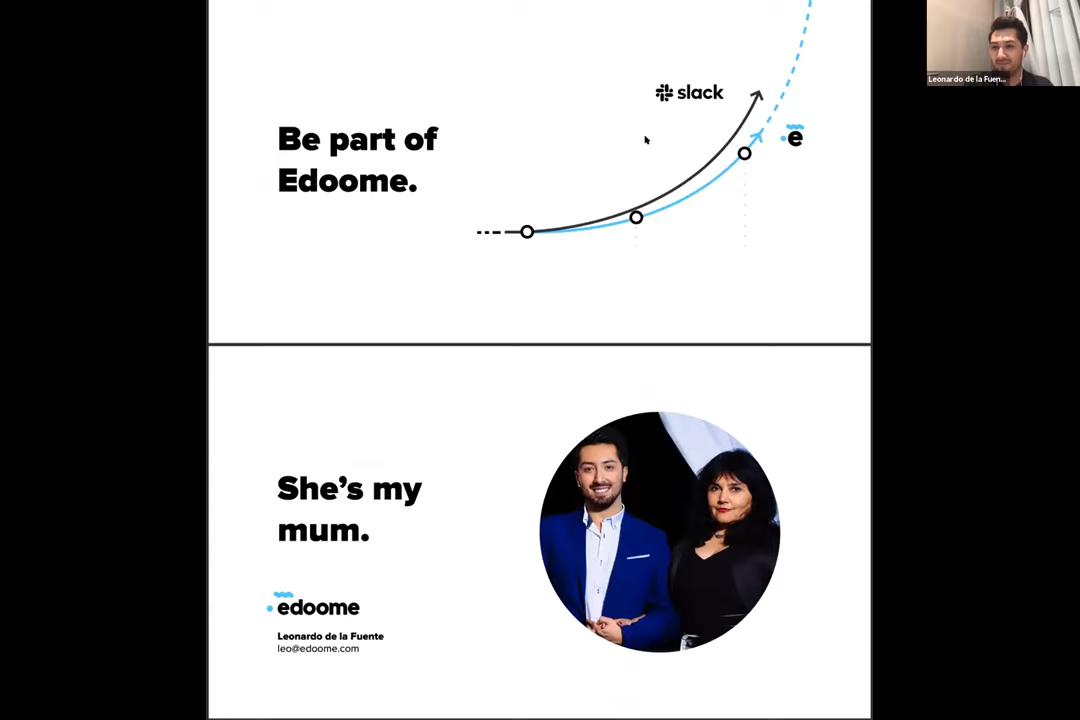 slack
Be part of
Edoome.
e
Leonardo de la Fuen...
She’s my
mum.
edoome
Leonardo de la Fuente
leo@edoome.com